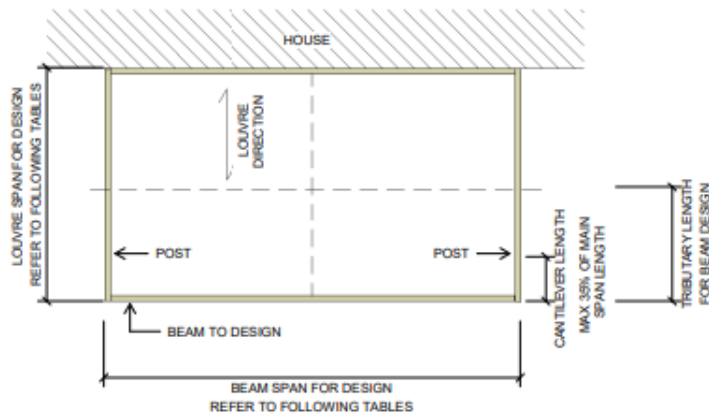 HOUSE
LOUVRE SPAN FOR DESIGN
REFER TO FOLLOWING TABLES
LOUVRE
DIRECTION
POST
POST
CANTILEVER LENGTH
MAX 35% OF MAIN
SPAN LENGTH
TRIBUTARY LENGTH
FOR BEAM DESIGN
BEAM TO DESIGN
BEAM SPAN FOR DESIGN
REFER TO FOLLOWING TABLES